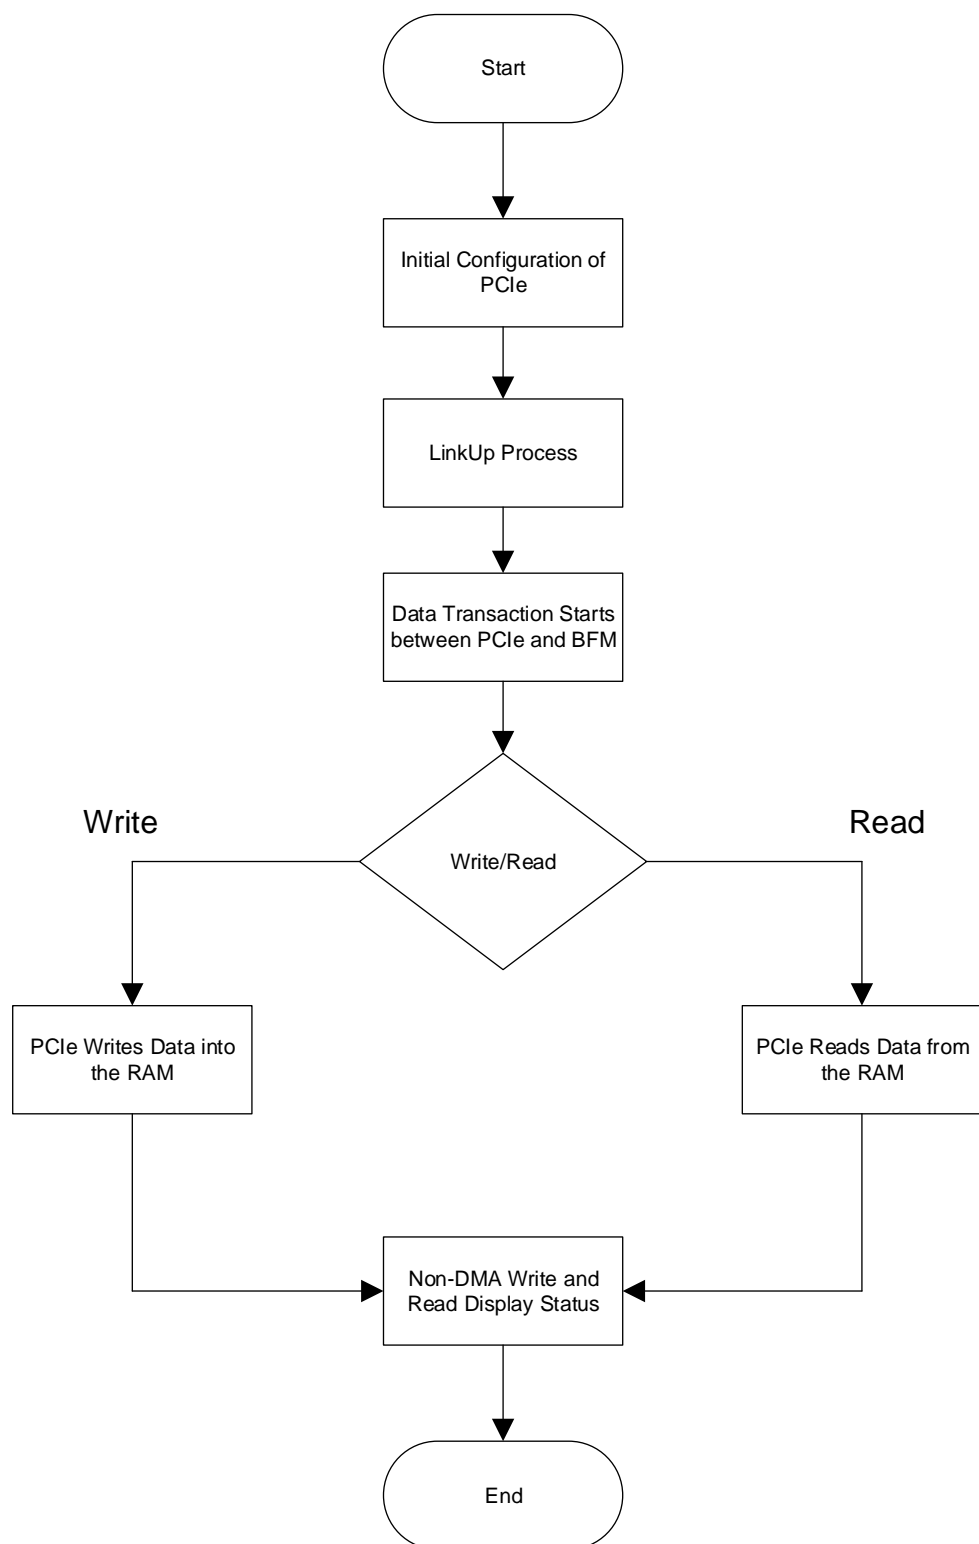 Start
Initial Configuration of
PCIe
LinkUp Process
Data Transaction Starts
between PCIe and BFM
Write
Read
Write/Read
PCIe Writes Data into
the RAM
PCIe Reads Data from
the RAM
Non-DMA Write and
Read Display Status
End